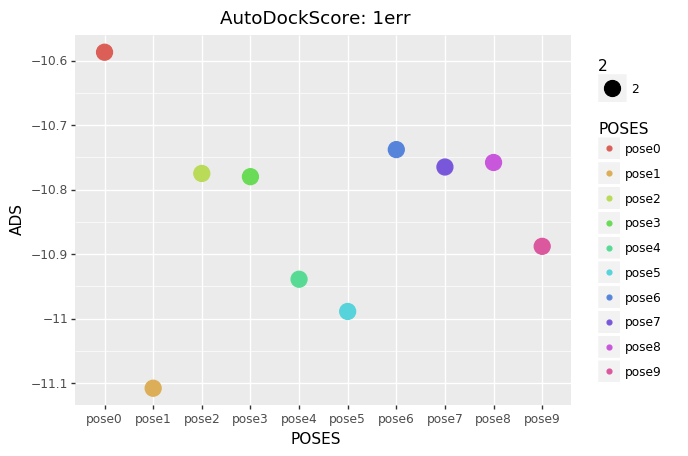 AutoDockScore: 1err
ADS
−10.6
−10.7
−10.8
−10.9
−11
−11.1
pose0 pose1 pose2 pose3 pose4 pose5 pose6 pose7 pose8 pose9
POSES
2
2
POSES
pose0
pose1
pose2
pose3
pose4
pose5
pose6
pose7
pose8
pose9